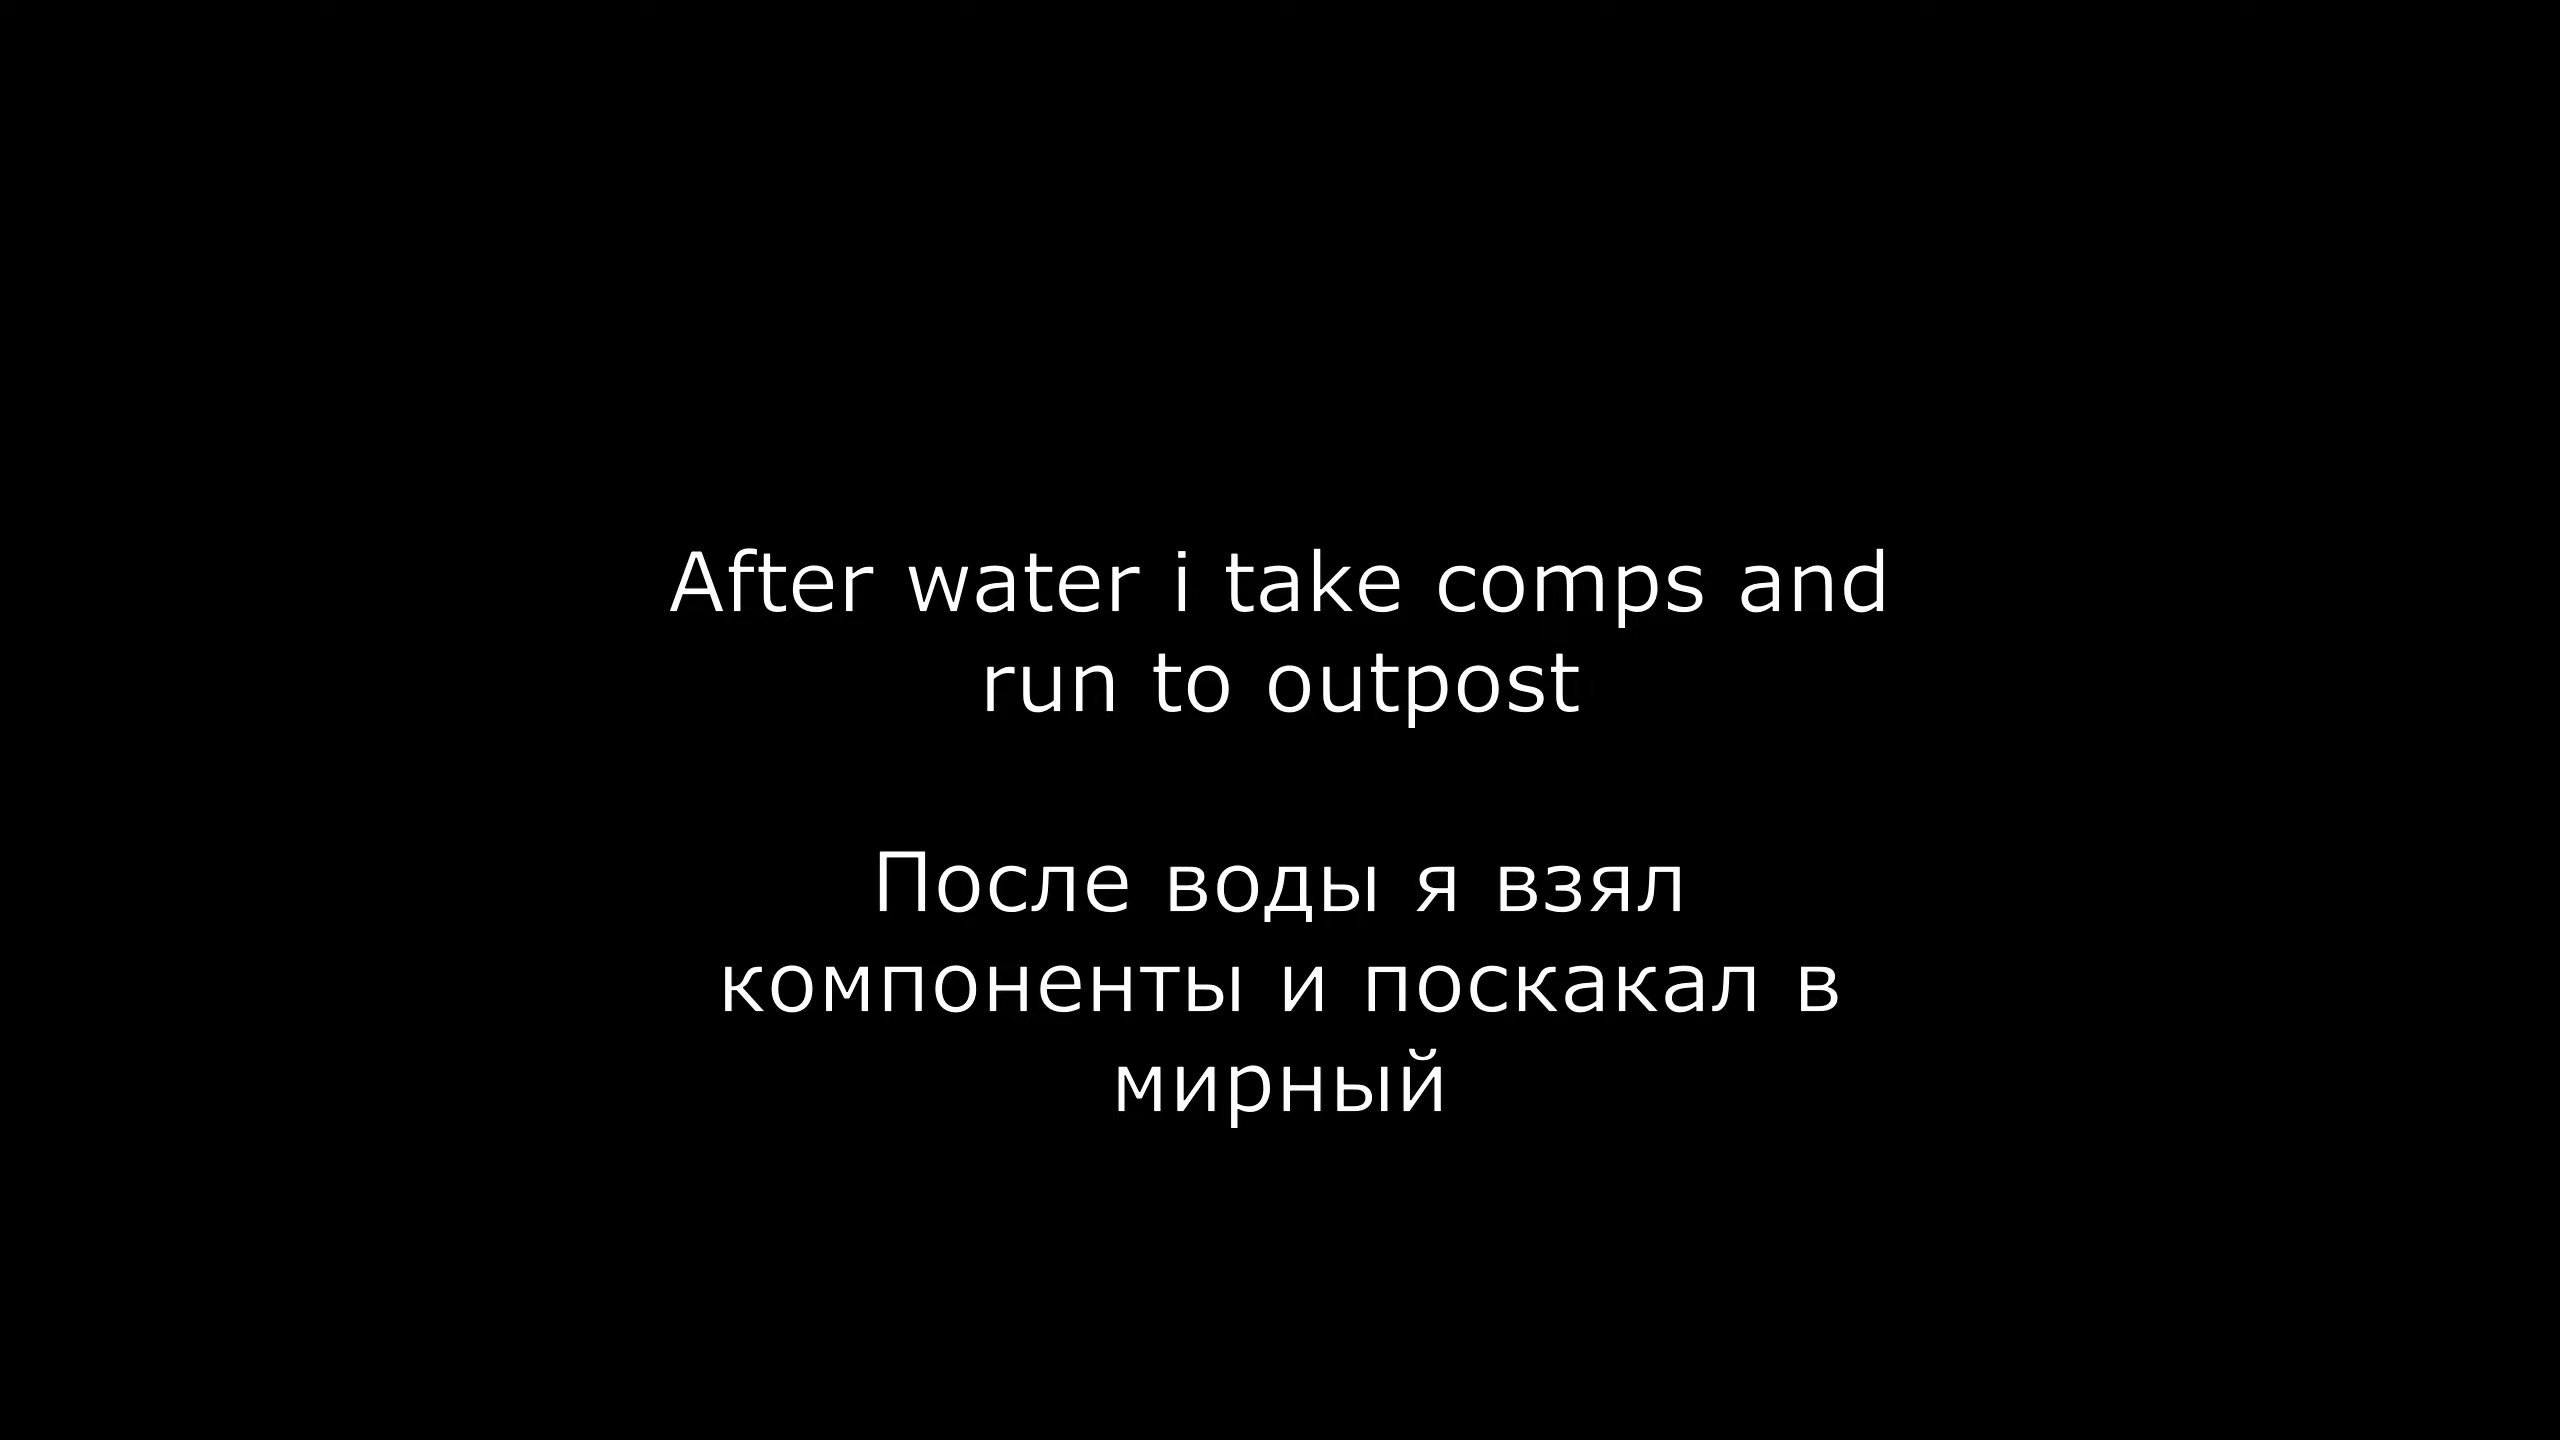 After water i take comps and
run to outpost
После воды я взял
компоненты и поскакал в
мирный